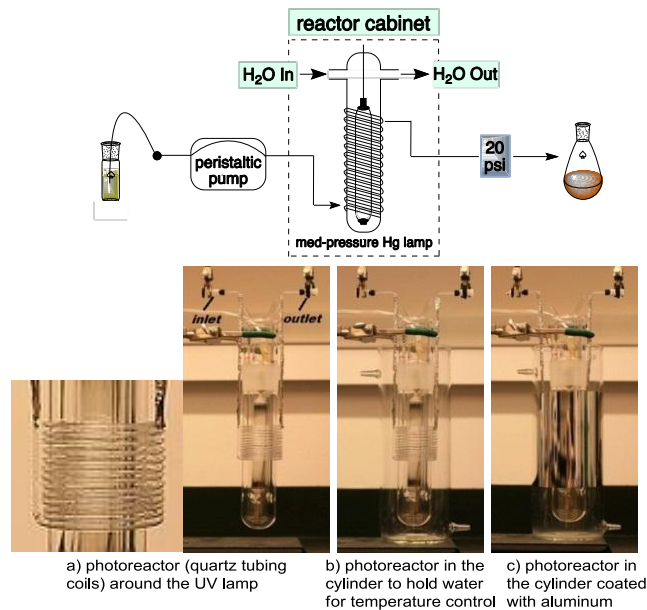 reactor cabinet
H₂O In
H₂O Out
peristaltic
pump
20
psi
med-pressure Hg lamp
inlet
outlet
a) photoreactor (quartz tubing
coils) around the UV lamp
b) photoreactor in the
cylinder to hold water
for temperature control
c) photoreactor in
the cylinder coated
with aluminum